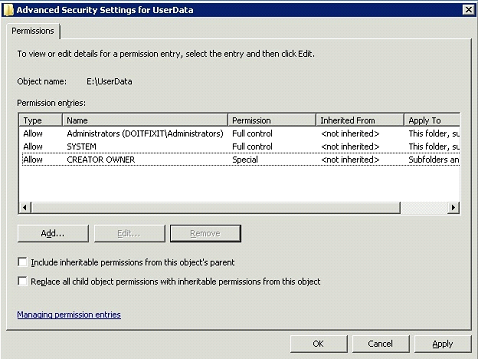 Advanced Security Settings for UserData
Permissions
To view or edit details for a permission entry, select the entry and then click Edit.
Object name: E:\UserData
Permission entries:
Type Name Permission Inherited From Apply To
Allow Administrators (DOITFIXIT\Administrators) Full control <not inherited> This folder, su
Allow SYSTEM Full control <not inherited> This folder, su
Allow CREATOR OWNER Special <not inherited> Subfolders an
Add... Edit... Remove
Include inheritable permissions from this object's parent
Replace all child object permissions with inheritable permissions from this object
Managing permission entries
OK Cancel Apply